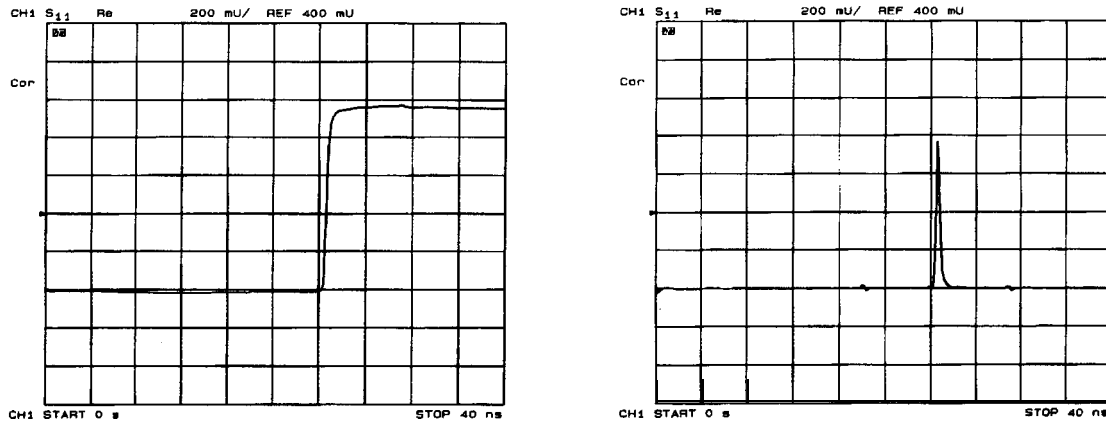 CH1 S11 Re 200 mU/ REF 400 mU
Cor
CH1 START 0 s STOP 40 ns
CH1 S11 Re 200 mU/ REF 400 mU
Cor
CH1 START 0 s STOP 40 ns